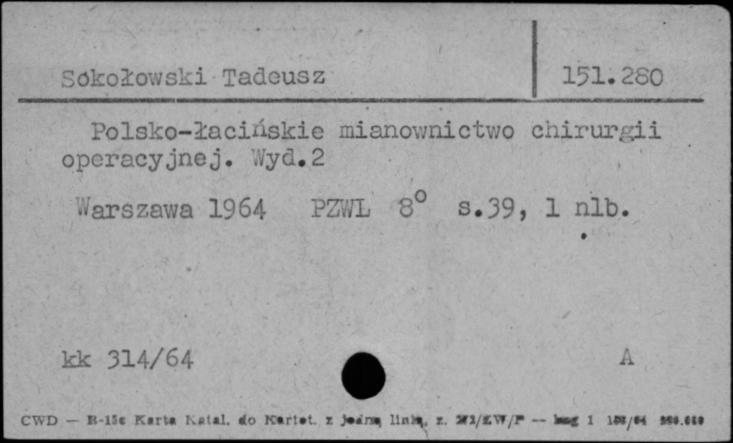 Sokołowski Tadeusz 151.280
Polsko-łacińskie mianownictwo chirurgii
operacyjnej. Wyd.2
Warszawa 1964 PZWL 8° s.39, 1 nlb.
kk 314/64 A
CWD — Karta Katal. do Kartot. z jedną linią, z.